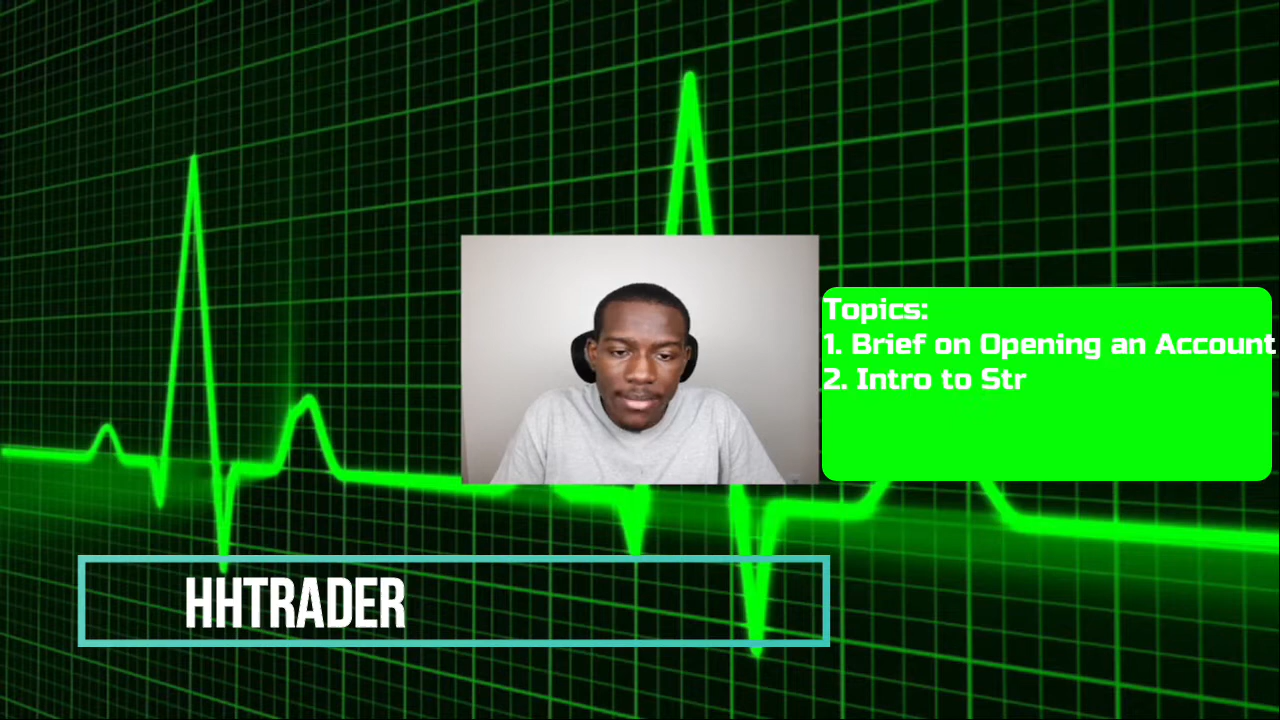 Topics:
1. Brief on Opening an Account
2. Intro to Str
HHTRADER